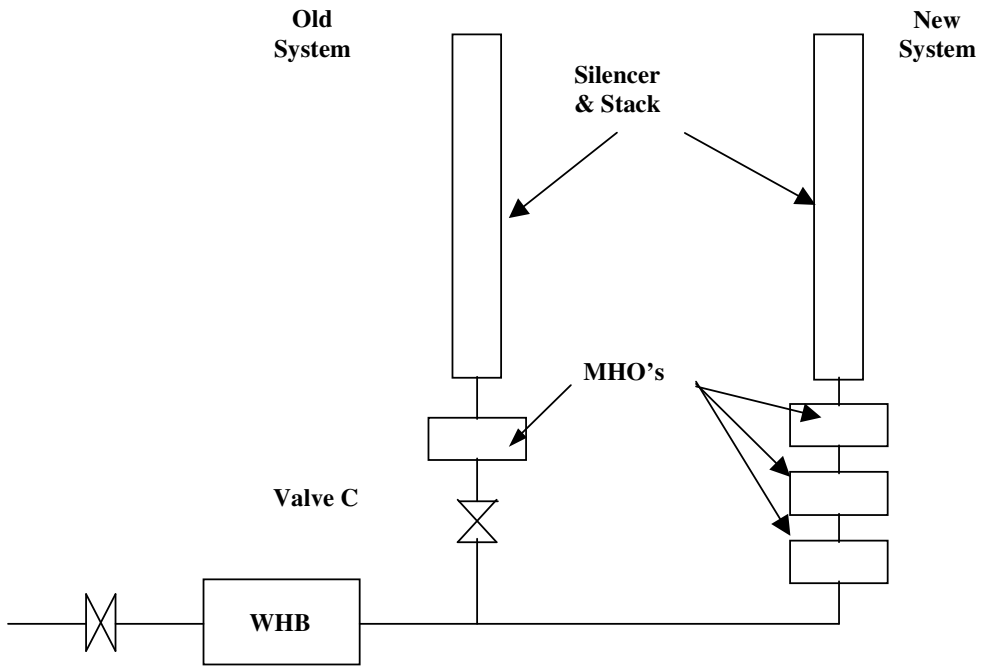 Old
System
New
System
Silencer
& Stack
MHO's
Valve C
WHB